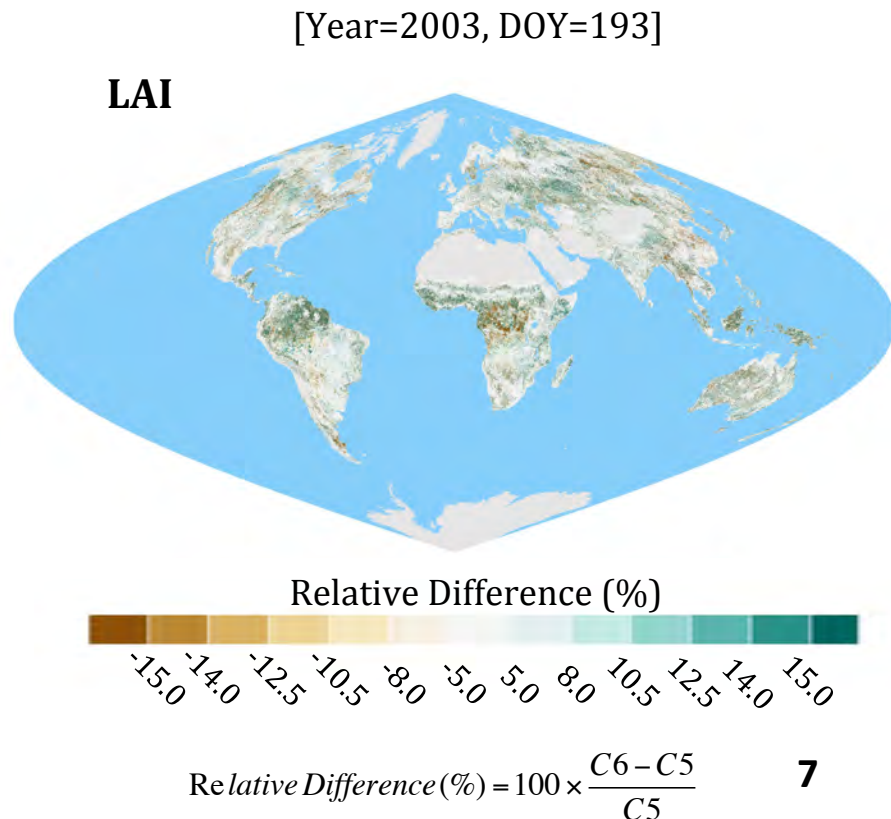 [Year=2003, DOY=193]
LAI
Relative Difference (%)
-15.0 -14.0 -12.5 -10.5 -8.0 -5.0 5.0 8.0 10.5 12.5 14.0 15.0
Relative Difference(%) = 100 × \frac{C6 − C5}{C5}
7